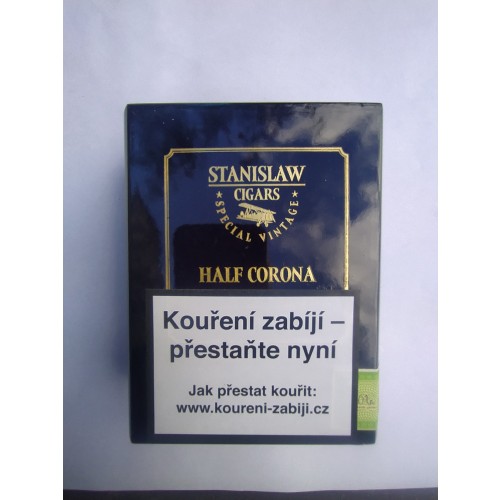 STANISLAW
CIGARS
★ SPECIAL VINTAGE ★
HALF CORONA
Kouření zabíjí –
přestaňte nyní
Jak přestat kouřit:
www.koureni-zabiji.cz